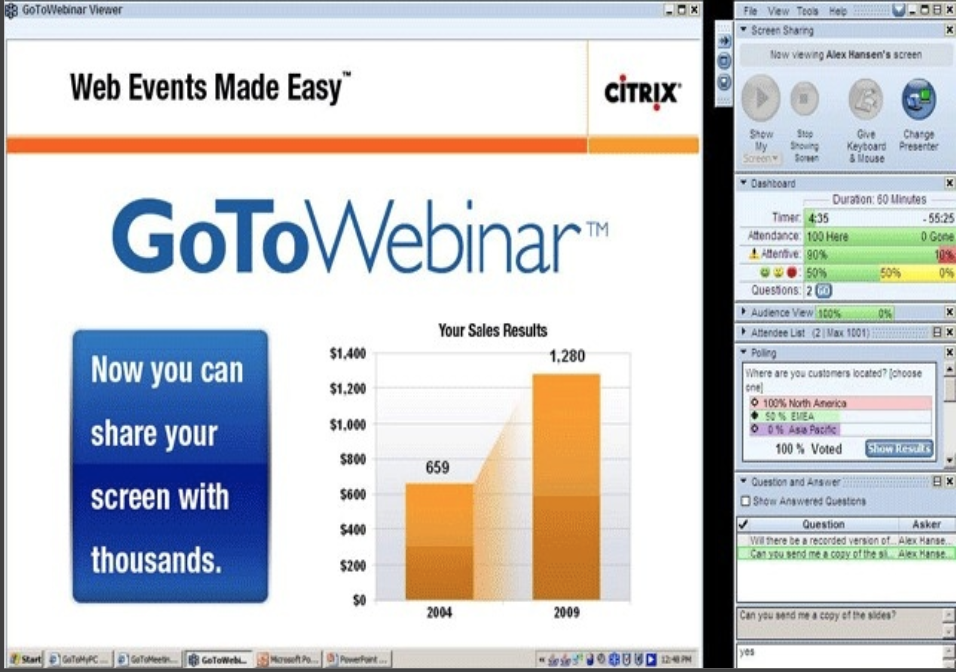 GoToWebinar Viewer
Web Events Made Easy™
CİTRIX®
GoToWebinar™
Now you can
share your
screen with
thousands.
Your Sales Results
$1,400
$1,200
$1,000
$800
$600
$400
$200
$0
659
1,280
2004
2009
Start
GoToMyPC ...
GoToMeetin...
GoToWebi...
Microsoft Po...
PowerPoint ...
12:48 PM
File View Tools Help
Screen Sharing
Now viewing Alex Hansen's screen
Show
My
Screen
Stop
Showing
Screen
Give
Keyboard
& Mouse
Change
Presenter
Dashboard
Duration: 60 Minutes
Timer: 4:35 - 55:25
Attendance: 100 Here 0 Gone
Attentive: 90% 10%
: 50% 50% 0%
Questions: 2 GO
Audience View 100% 0%
Attendee List (2 | Max 1001)
Polling
Where are you customers located? [choose
one]
100% North America
50 % EMEA
0 % Asia Pacific
100 % Voted Show Results
Question and Answer
Show Answered Questions
Question Asker
Will there be a recorded version of... Alex Hanse...
Can you send me a copy of the sli... Alex Hanse...
Can you send me a copy of the slides?
yes